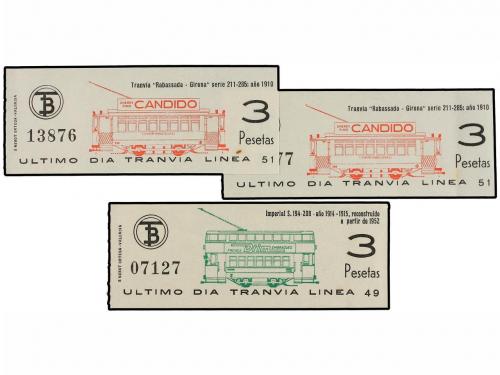 Tranvía "Rabassada - Girona" serie 211-285: año 1910
TB
13876
CANDIDO
3
Pesetas
ULTIMO DIA TRANVIA LINEA 51
Tranvía "Rabassada - Girona" serie 211-285: año 1910
77
CANDIDO
3
Pesetas
ULTIMO DIA TRANVIA LINEA 51
Imperial S. 194-200 - año 1914 - 1915, reconstruido
a partir de 1952
TB
07127
3
Pesetas
ULTIMO DIA TRANVIA LINEA 49